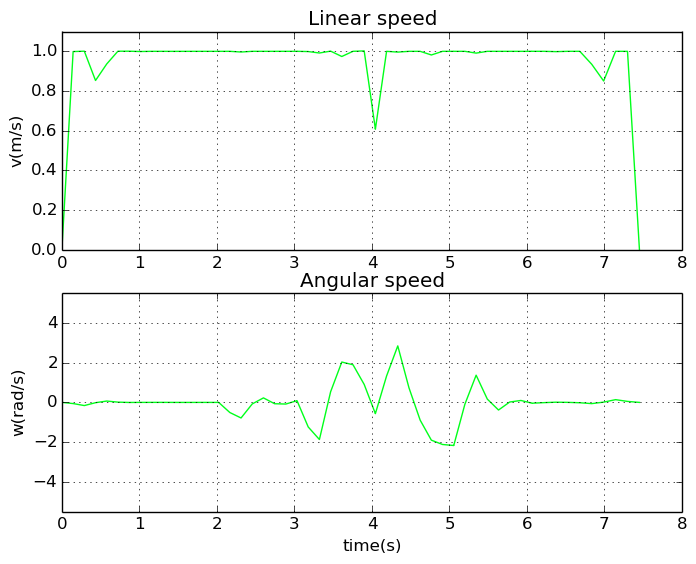 Linear speed
1.0
0.8
0.6
0.4
0.2
0.0
v(m/s)
0 1 2 3 4 5 6 7 8
Angular speed
4
2
0
−2
−4
w(rad/s)
0 1 2 3 4 5 6 7 8
time(s)